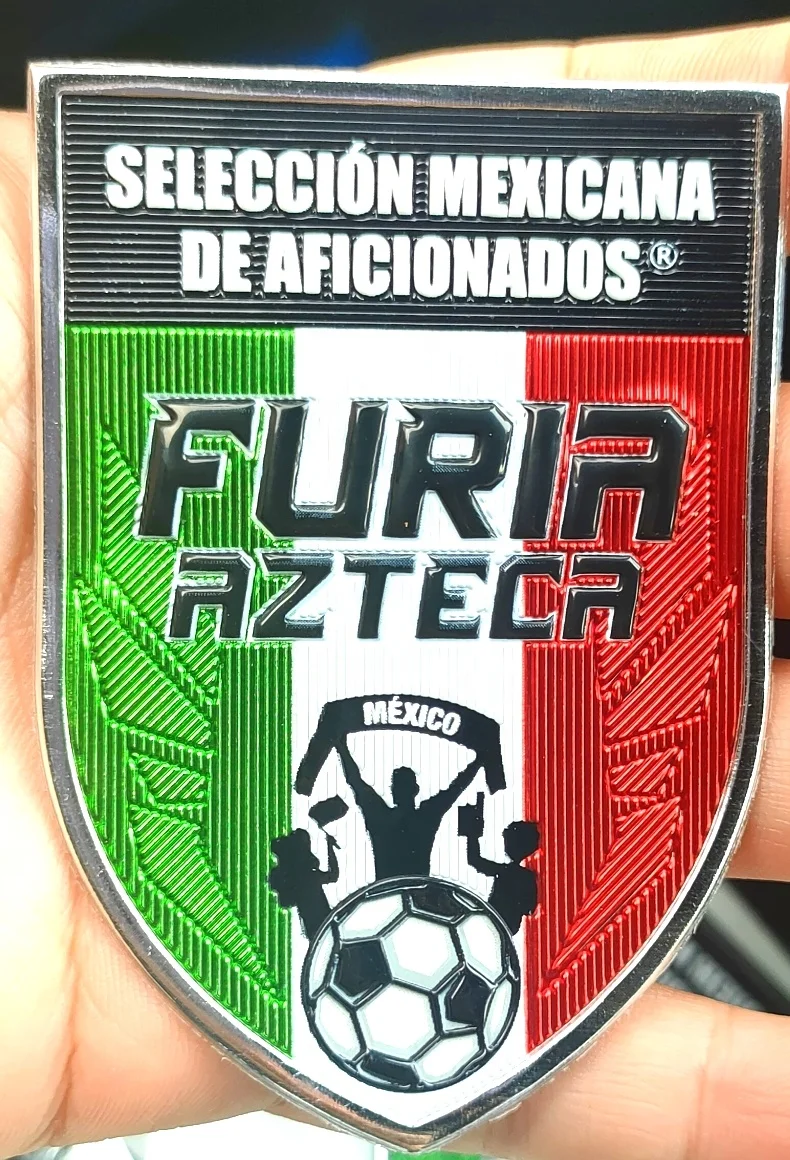 SELECCIÓN MEXICANA
DE AFICIONADOS®
FURIA
AZTECA
MÉXICO